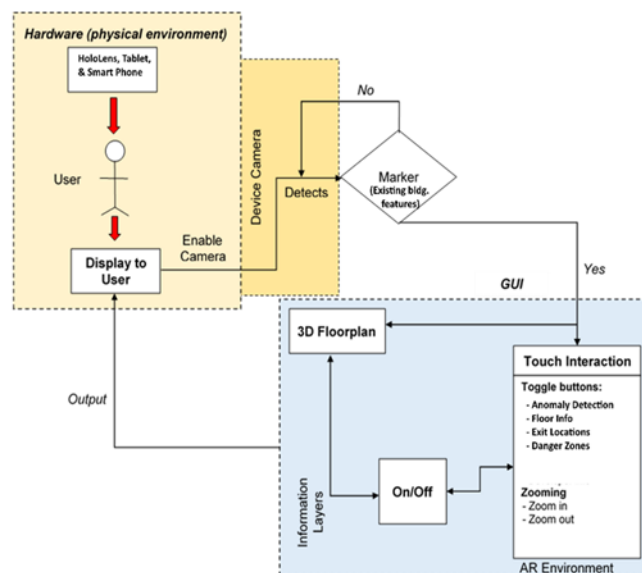 Hardware (physical environment)
HoloLens, Tablet,
& Smart Phone
User
Display to
User
Enable
Camera
Device Camera
Detects
No
Marker
(Existing bldg.
features)
Yes
GUI
3D Floorplan
Touch Interaction
Toggle buttons:
- Anomaly Detection
- Floor Info
- Exit Locations
- Danger Zones
Zooming
- Zoom in
- Zoom out
On/Off
Information
Layers
Output
AR Environment